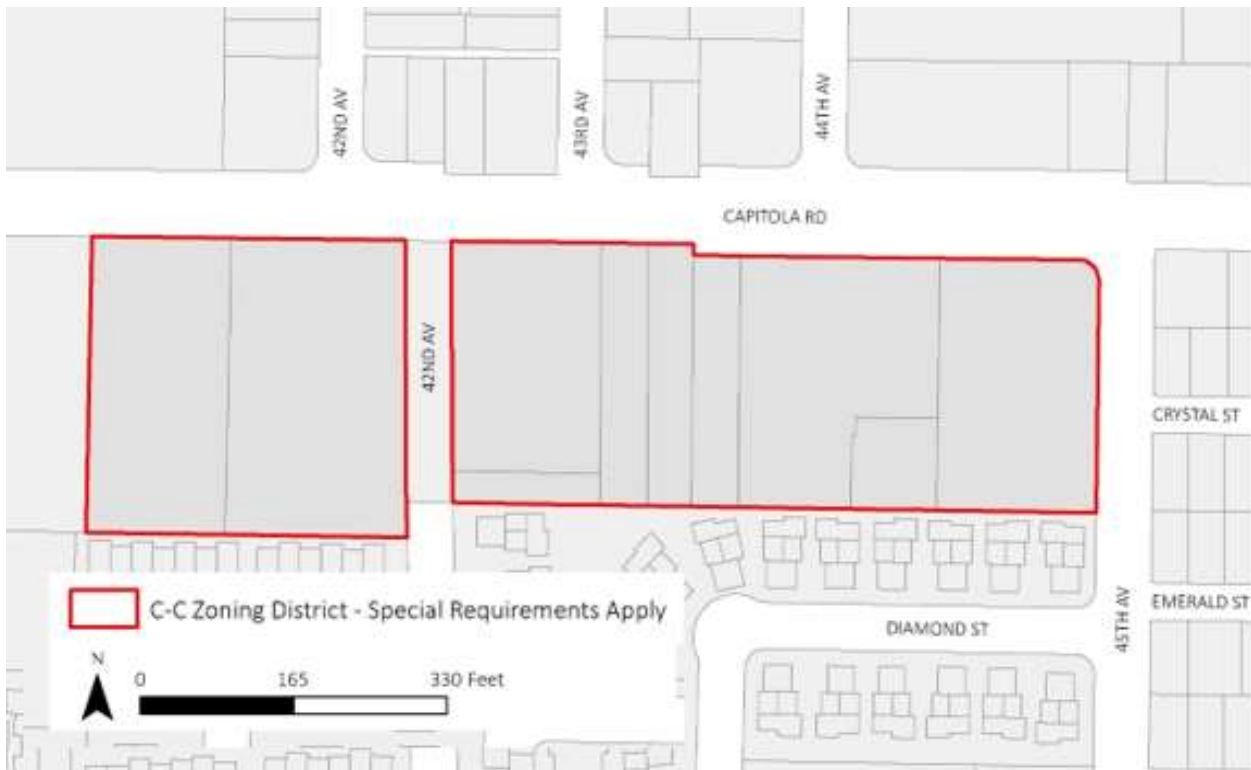 42ND AV
43RD AV
44TH AV
CAPITOLA RD
42ND AV
CRYSTAL ST
C-C Zoning District - Special Requirements Apply
EMERALD ST
DIAMOND ST
45TH AV
N
0 165 330 Feet